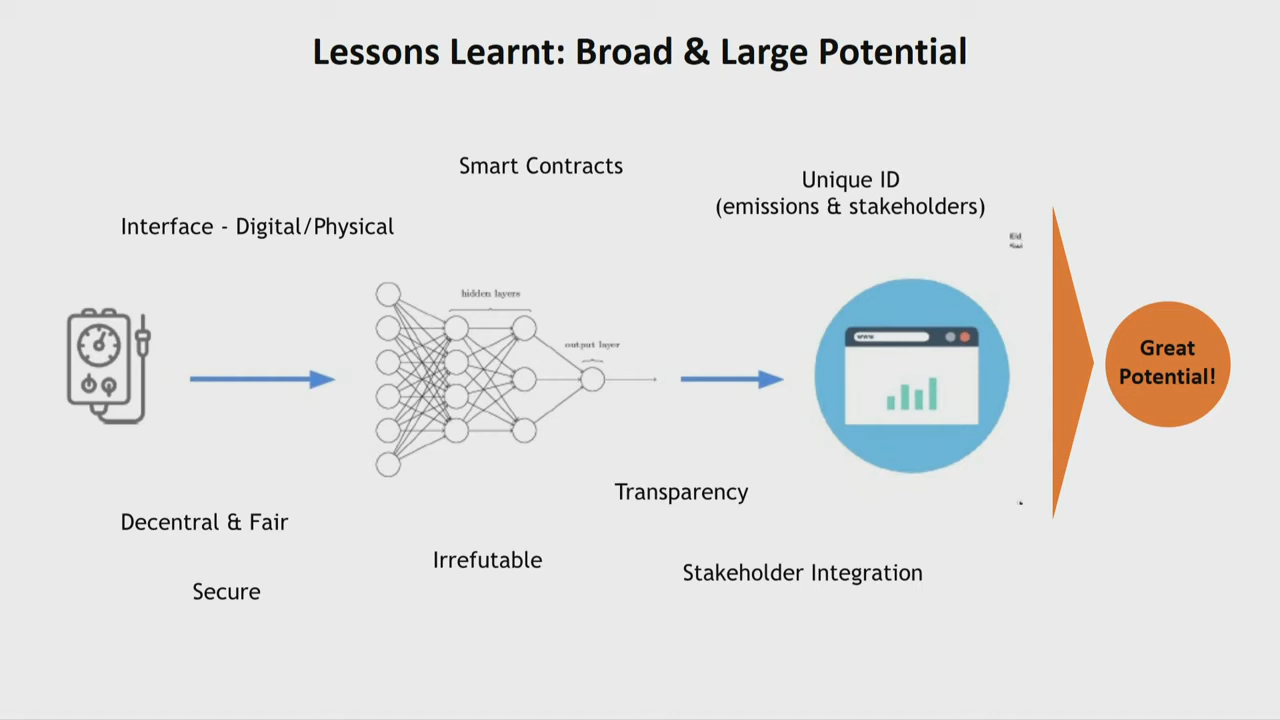 Lessons Learnt: Broad & Large Potential
Smart Contracts
Unique ID
(emissions & stakeholders)
Interface - Digital/Physical
hidden layers
output layer
www
Great
Potential!
Transparency
Decentral & Fair
Irrefutable
Stakeholder Integration
Secure